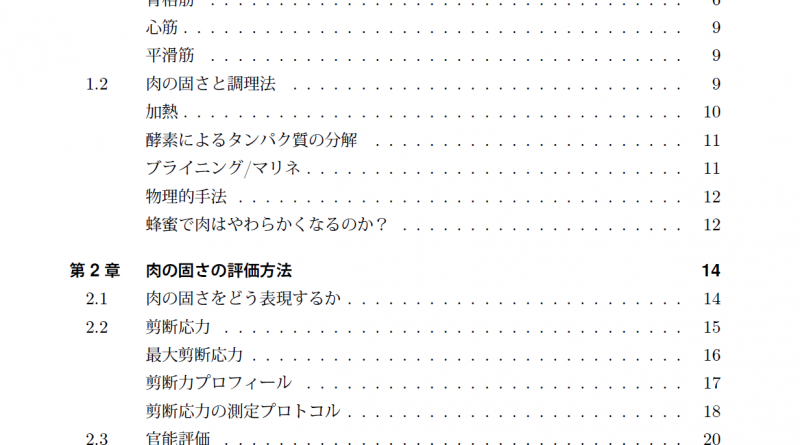 骨格筋 . . . . . . . . . . . . . . . . . . . . . . . . . . . . . . 6
心筋 . . . . . . . . . . . . . . . . . . . . . . . . . . . . . . . 9
平滑筋 . . . . . . . . . . . . . . . . . . . . . . . . . . . . . . 9
1.2 肉の固さと調理法 . . . . . . . . . . . . . . . . . . . . . . . . 9
加熱 . . . . . . . . . . . . . . . . . . . . . . . . . . . . . . . 10
酵素によるタンパク質の分解 . . . . . . . . . . . . . . . . . . . . 11
ブライニング/マリネ . . . . . . . . . . . . . . . . . . . . . . . . 11
物理的手法 . . . . . . . . . . . . . . . . . . . . . . . . . . . . 12
蜂蜜で肉はやわらかくなるのか? . . . . . . . . . . . . . . . . . . 12
第 2 章 肉の固さの評価方法 14
2.1 肉の固さをどう表現するか . . . . . . . . . . . . . . . . . . . . . 14
2.2 剪断応力 . . . . . . . . . . . . . . . . . . . . . . . . . . . . . 15
最大剪断応力 . . . . . . . . . . . . . . . . . . . . . . . . . . . 16
剪断力プロフィール . . . . . . . . . . . . . . . . . . . . . . . . 17
剪断応力の測定プロトコル . . . . . . . . . . . . . . . . . . . . . 18
2.3 官能評価 . . . . . . . . . . . . . . . . . . . . . . . . . . . . . 20